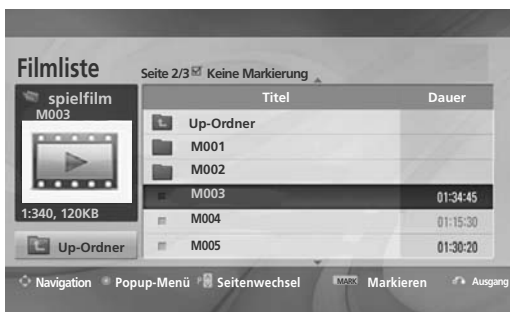 Filmliste
Seite 2/3 Keine Markierung
spielfilm
M003
1:340, 120KB
Up-Ordner
Titel Dauer
Up-Ordner
M001
M002
M003 01:34:45
M004 01:15:30
M005 01:30:20
Navigation Popup-Menü P Seitenwechsel MARK Markieren Ausgang